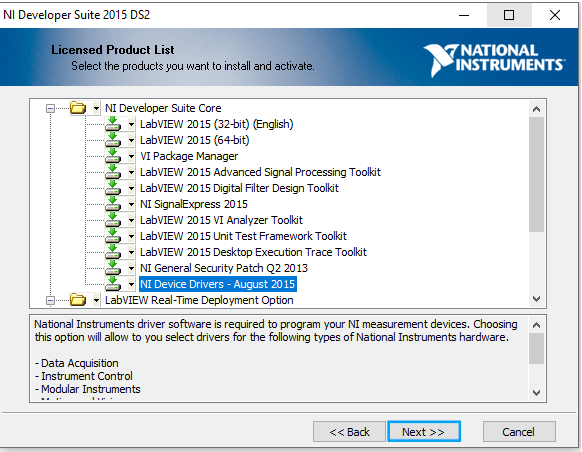 NI Developer Suite 2015 DS2
Licensed Product List
Select the products you want to install and activate.
NATIONAL
INSTRUMENTS
NI Developer Suite Core
LabVIEW 2015 (32-bit) (English)
LabVIEW 2015 (64-bit)
VI Package Manager
LabVIEW 2015 Advanced Signal Processing Toolkit
LabVIEW 2015 Digital Filter Design Toolkit
NI SignalExpress 2015
LabVIEW 2015 VI Analyzer Toolkit
LabVIEW 2015 Unit Test Framework Toolkit
LabVIEW 2015 Desktop Execution Trace Toolkit
NI General Security Patch Q2 2013
NI Device Drivers - August 2015
LabVIEW Real-Time Deployment Option
National Instruments driver software is required to program your NI measurement devices. Choosing
this option will allow to you select drivers for the following types of National Instruments hardware.
- Data Acquisition
- Instrument Control
- Modular Instruments
<< Back
Next >>
Cancel